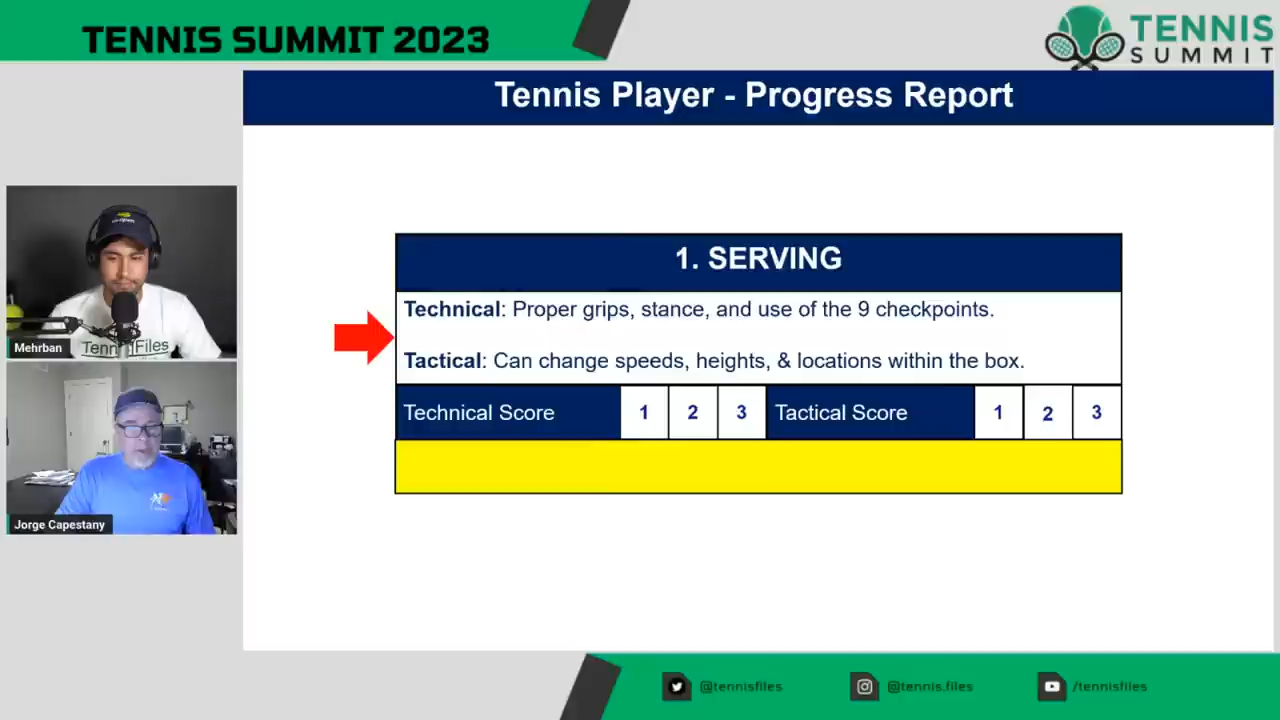 TENNIS SUMMIT 2023
TENNIS
SUMMIT
Tennis Player - Progress Report
1. SERVING
Technical: Proper grips, stance, and use of the 9 checkpoints.
Tactical: Can change speeds, heights, & locations within the box.
Technical Score 1 2 3 Tactical Score 1 2 3
Mehrban
Tennis Files
Jorge Capestany
@tennisfiles
@tennis.files
/tennisfiles